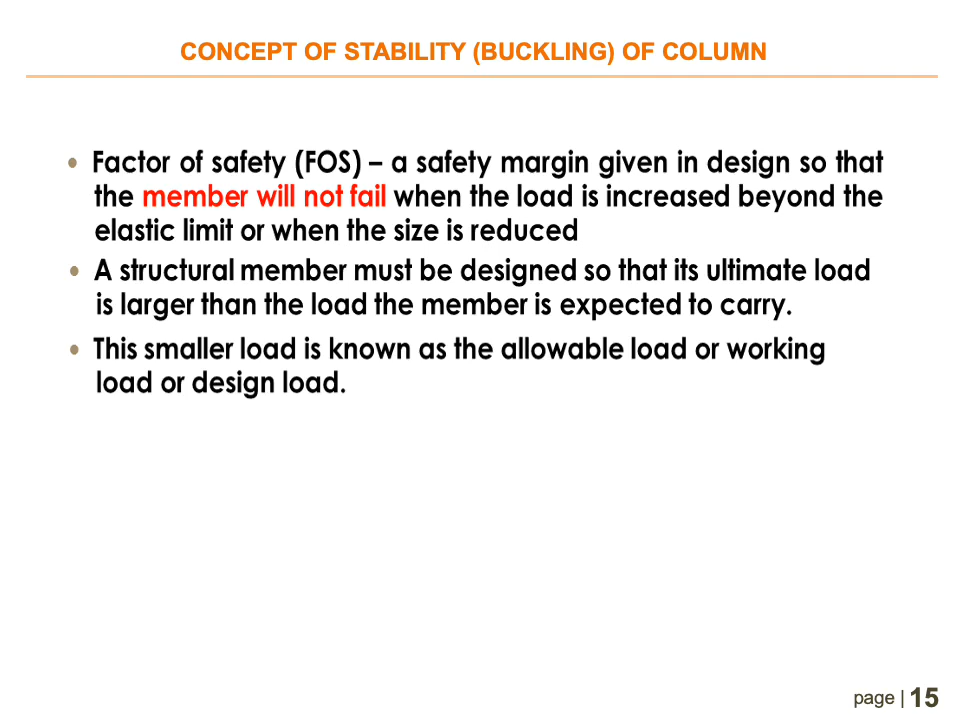 CONCEPT OF STABILITY (BUCKLING) OF COLUMN
• Factor of safety (FOS) – a safety margin given in design so that
the member will not fail when the load is increased beyond the
elastic limit or when the size is reduced
• A structural member must be designed so that its ultimate load
is larger than the load the member is expected to carry.
• This smaller load is known as the allowable load or working
load or design load.
page | 15